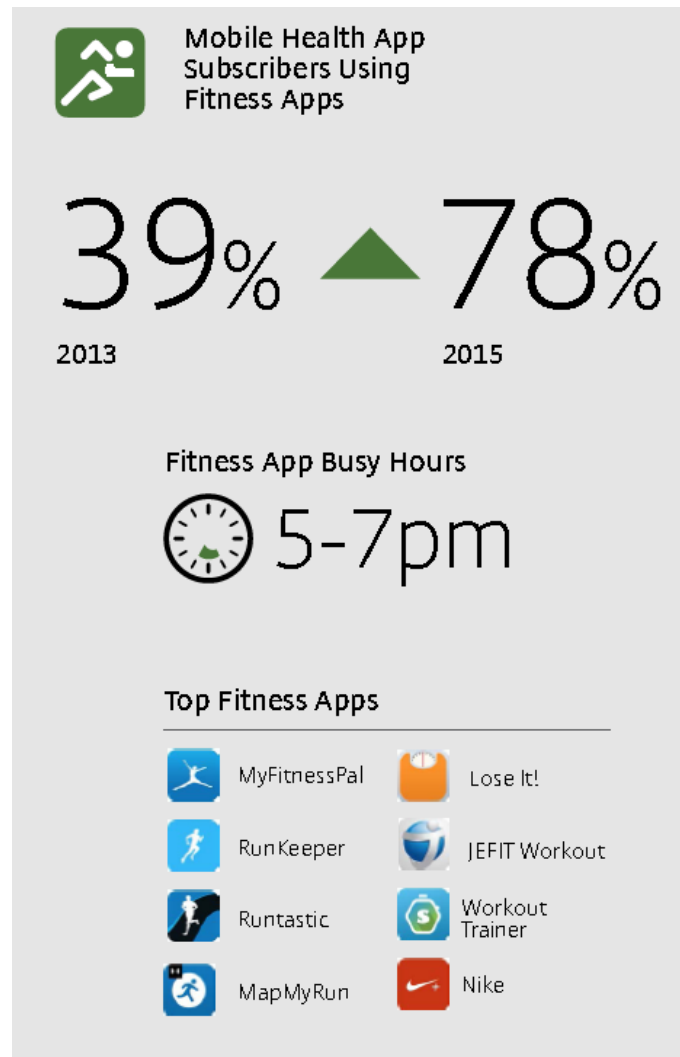 Mobile Health App
Subscribers Using
Fitness Apps
39% 78%
2013 2015
Fitness App Busy Hours
5-7pm
Top Fitness Apps
MyFitnessPal
Lose It!
RunKeeper
JEFIT Workout
Runtastic
Workout
Trainer
MapMyRun
Nike